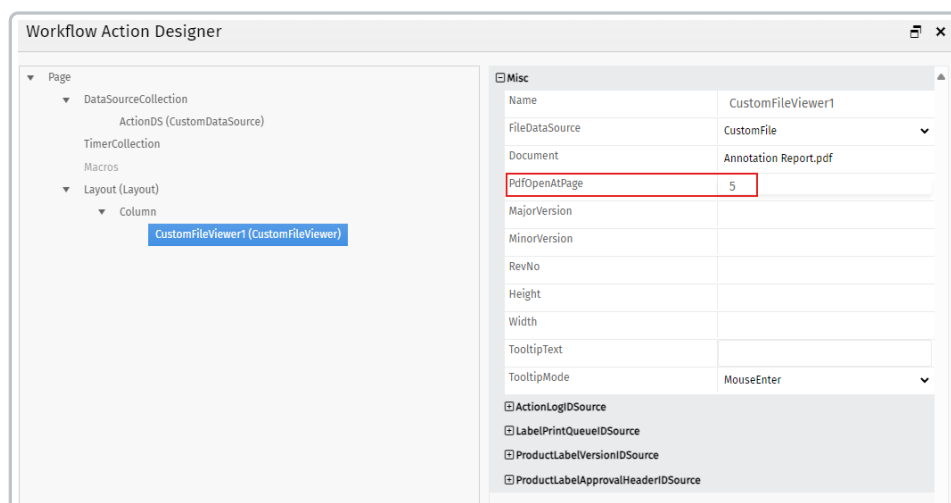 Workflow Action Designer
Page
DataSourceCollection
ActionDS (CustomDataSource)
TimerCollection
Macros
Layout (Layout)
Column
CustomFileViewer1 (CustomFileViewer)
Misc
Name CustomFileViewer1
FileDataSource CustomFile
Document Annotation Report.pdf
PdfOpenAtPage 5
MajorVersion
MinorVersion
RevNo
Height
Width
TooltipText
TooltipMode MouseEnter
ActionLogIDSource
LabelPrintQueueIDSource
ProductLabelVersionIDSource
ProductLabelApprovalHeaderIDSource